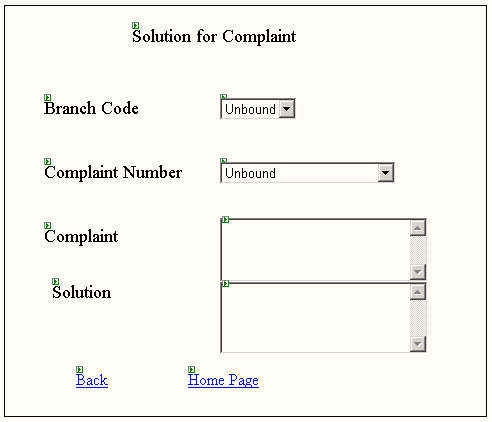 Solution for Complaint
Branch Code Unbound
Complaint Number Unbound
Complaint
Solution
Back Home Page